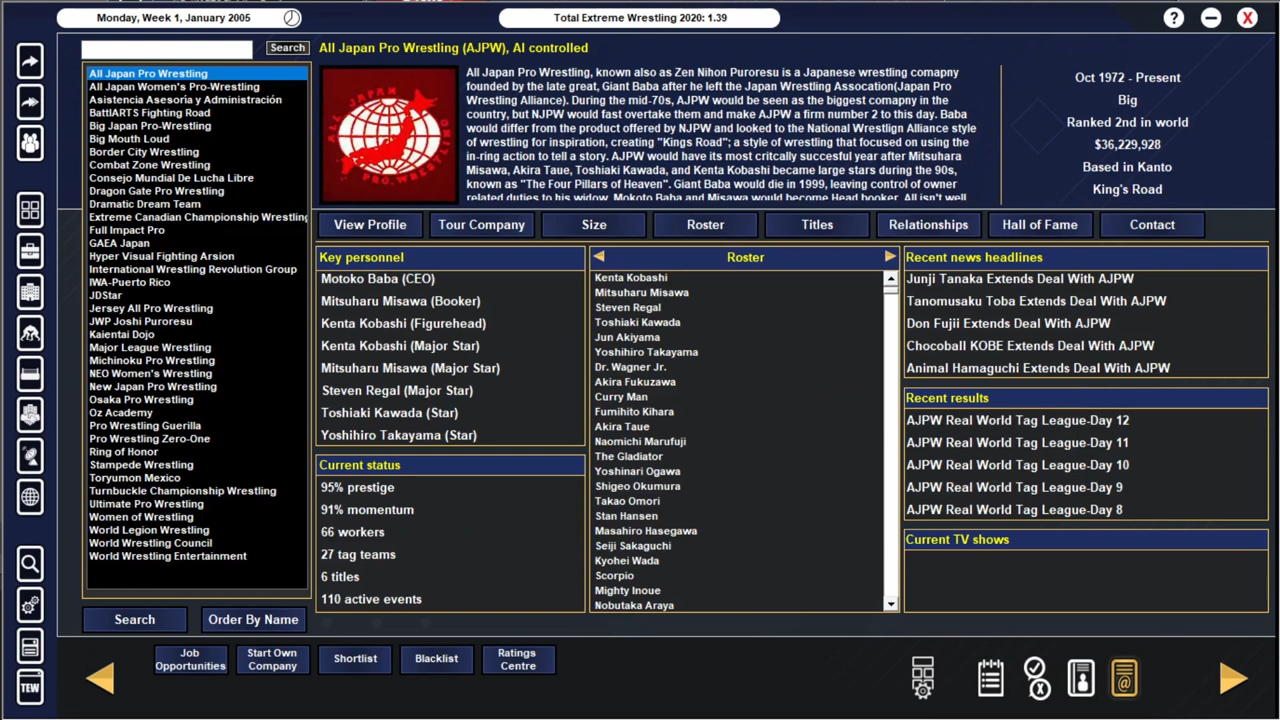 Monday, Week 1, January 2005
Total Extreme Wrestling 2020: 1.39
?
X
Search
All Japan Pro Wrestling (AJPW), AI controlled
All Japan Pro Wrestling
All Japan Women's Pro-Wrestling
Asistencia Asesoría y Administración
BattlARTS Fighting Road
Big Japan Pro-Wrestling
Big Mouth Loud
Border City Wrestling
Combat Zone Wrestling
Consejo Mundial De Lucha Libre
Dragon Gate Pro Wrestling
Dramatic Dream Team
Extreme Canadian Championship Wrestling
Full Impact Pro
GAEA Japan
Hyper Visual Fighting Arsion
International Wrestling Revolution Group
IWA-Puerto Rico
JDStar
Jersey All Pro Wrestling
JWP Joshi Puroresu
Kaientai Dojo
Major League Wrestling
Michinoku Pro Wrestling
NEO Women's Wrestling
New Japan Pro Wrestling
Osaka Pro Wrestling
Oz Academy
Pro Wrestling Guerilla
Pro Wrestling Zero-One
Ring of Honor
Stampede Wrestling
Toryumon Mexico
Turnbuckle Championship Wrestling
Ultimate Pro Wrestling
Women of Wrestling
World Legion Wrestling
World Wrestling Council
World Wrestling Entertainment
Search
Order By Name
ALL JAPAN PRO. WRESTLING
All Japan Pro Wrestling, known also as Zen Nihon Puroresu is a Japanese wrestling comapny
founded by the late great, Giant Baba after he left the Japan Wrestling Assocation(Japan Pro
Wrestling Alliance). During the mid-70s, AJPW would be seen as the biggest comapny in the
country, but NJPW would fast overtake them and make AJPW a firm number 2 to this day. Baba
would differ from the product offered by NJPW and looked to the National Wrestlign Alliance style
of wrestling for inspiration, creating "Kings Road"; a style of wrestling that focused on using the
in-ring action to tell a story. AJPW would have its most critcally succesful year after Mitsuhara
Misawa, Akira Taue, Toshiaki Kawada, and Kenta Kobashi became large stars during the 90s,
known as "The Four Pillars of Heaven". Giant Baba would die in 1999, leaving control of owner
related duties to his widow, Mokoto Baba and Misawa would become Head booker. All isn't well
Oct 1972 - Present
Big
Ranked 2nd in world
$36,229,928
Based in Kanto
King's Road
View Profile
Tour Company
Size
Roster
Titles
Relationships
Hall of Fame
Contact
Key personnel
Motoko Baba (CEO)
Mitsuharu Misawa (Booker)
Kenta Kobashi (Figurehead)
Kenta Kobashi (Major Star)
Mitsuharu Misawa (Major Star)
Steven Regal (Major Star)
Toshiaki Kawada (Star)
Yoshihiro Takayama (Star)
Current status
95% prestige
91% momentum
66 workers
27 tag teams
6 titles
110 active events
Roster
Kenta Kobashi
Mitsuharu Misawa
Steven Regal
Toshiaki Kawada
Jun Akiyama
Yoshihiro Takayama
Dr. Wagner Jr.
Akira Fukuzawa
Curry Man
Fumihito Kihara
Akira Taue
Naomichi Marufuji
The Gladiator
Yoshinari Ogawa
Shigeo Okumura
Takao Omori
Stan Hansen
Masahiro Hasegawa
Seiji Sakaguchi
Kyohei Wada
Scorpio
Mighty Inoue
Nobutaka Araya
Recent news headlines
Junji Tanaka Extends Deal With AJPW
Tanomusaku Toba Extends Deal With AJPW
Don Fujii Extends Deal With AJPW
Chocoball KOBE Extends Deal With AJPW
Animal Hamaguchi Extends Deal With AJPW
Recent results
AJPW Real World Tag League-Day 12
AJPW Real World Tag League-Day 11
AJPW Real World Tag League-Day 10
AJPW Real World Tag League-Day 9
AJPW Real World Tag League-Day 8
Current TV shows
TEW
Job Opportunities
Start Own Company
Shortlist
Blacklist
Ratings Centre
@